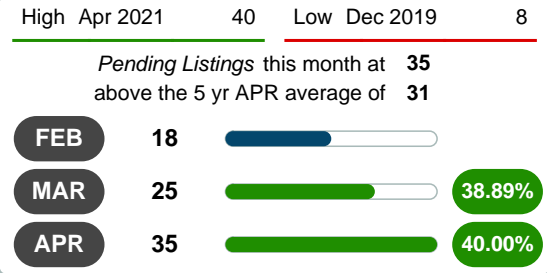 High Apr 2021 40 Low Dec 2019 8
Pending Listings this month at 35
above the 5 yr APR average of 31
FEB 18
MAR 25 38.89%
APR 35 40.00%